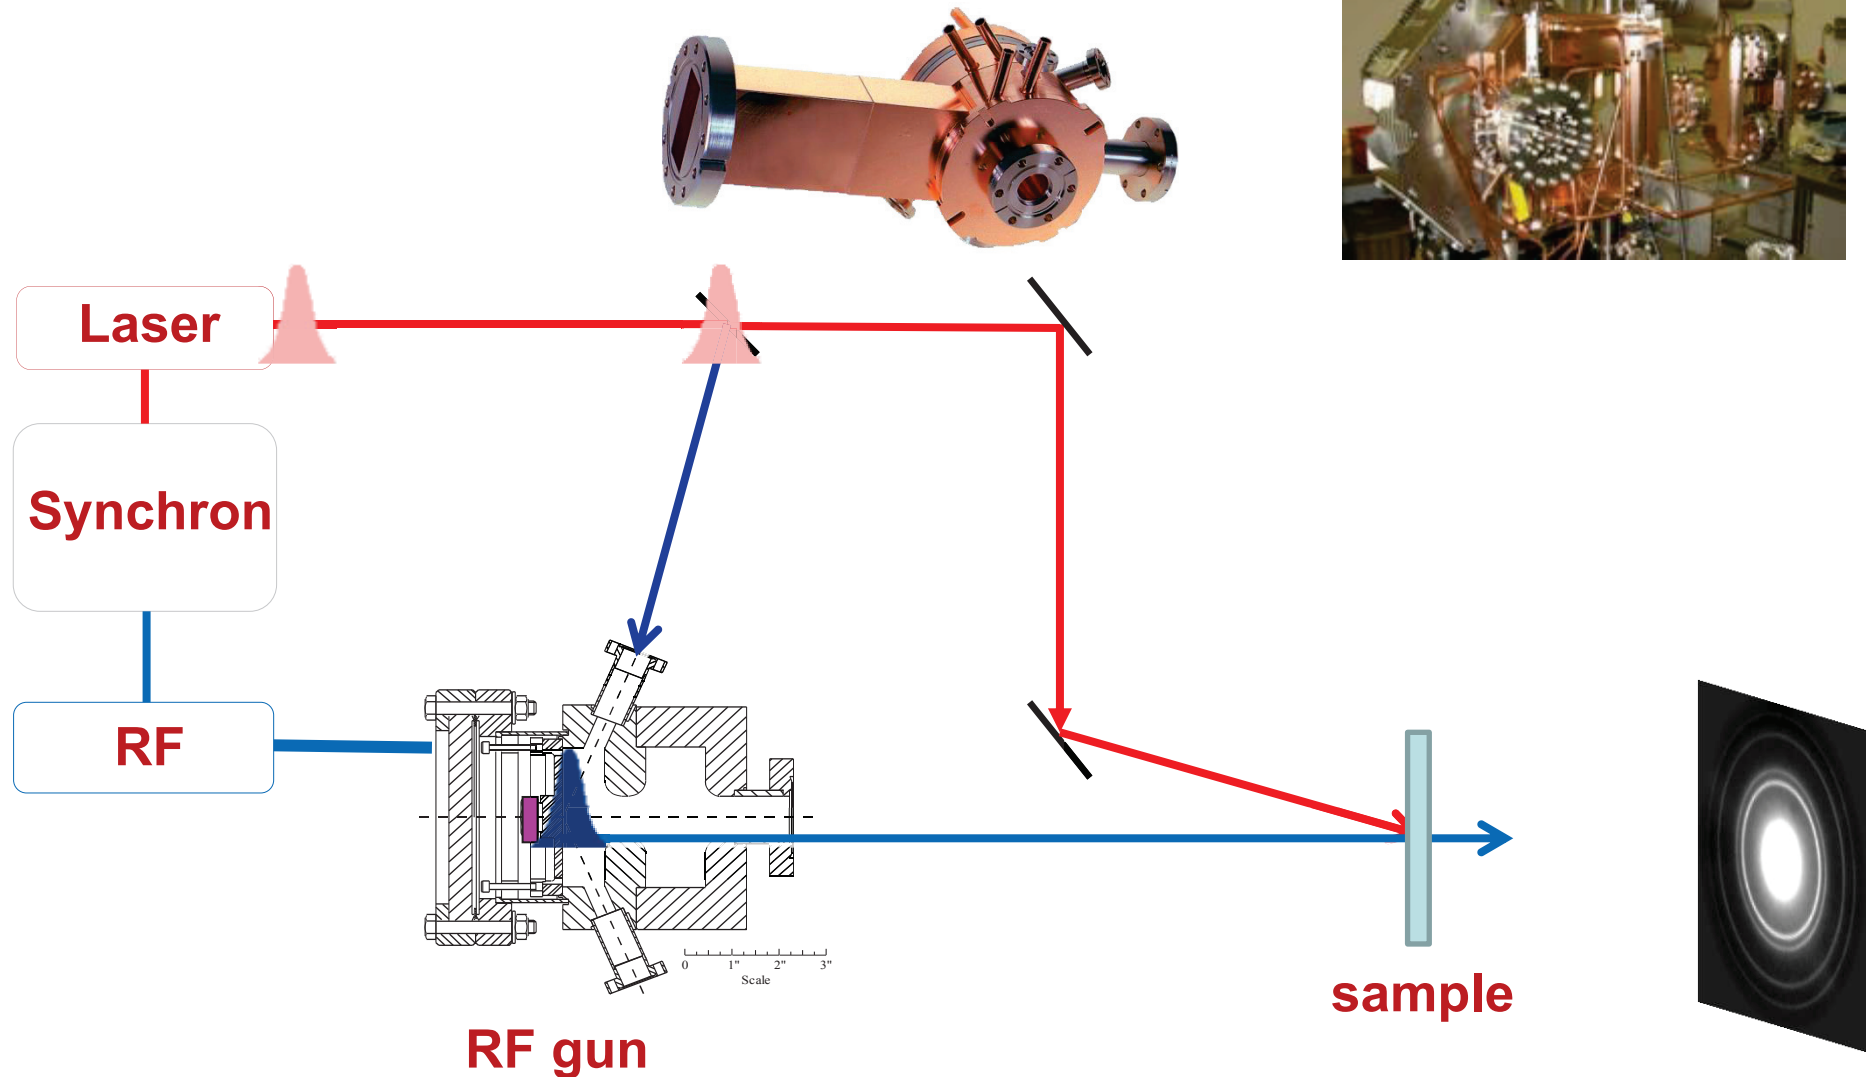 Laser
Synchron
RF
0 1" 2" 3"
Scale
sample
RF gun